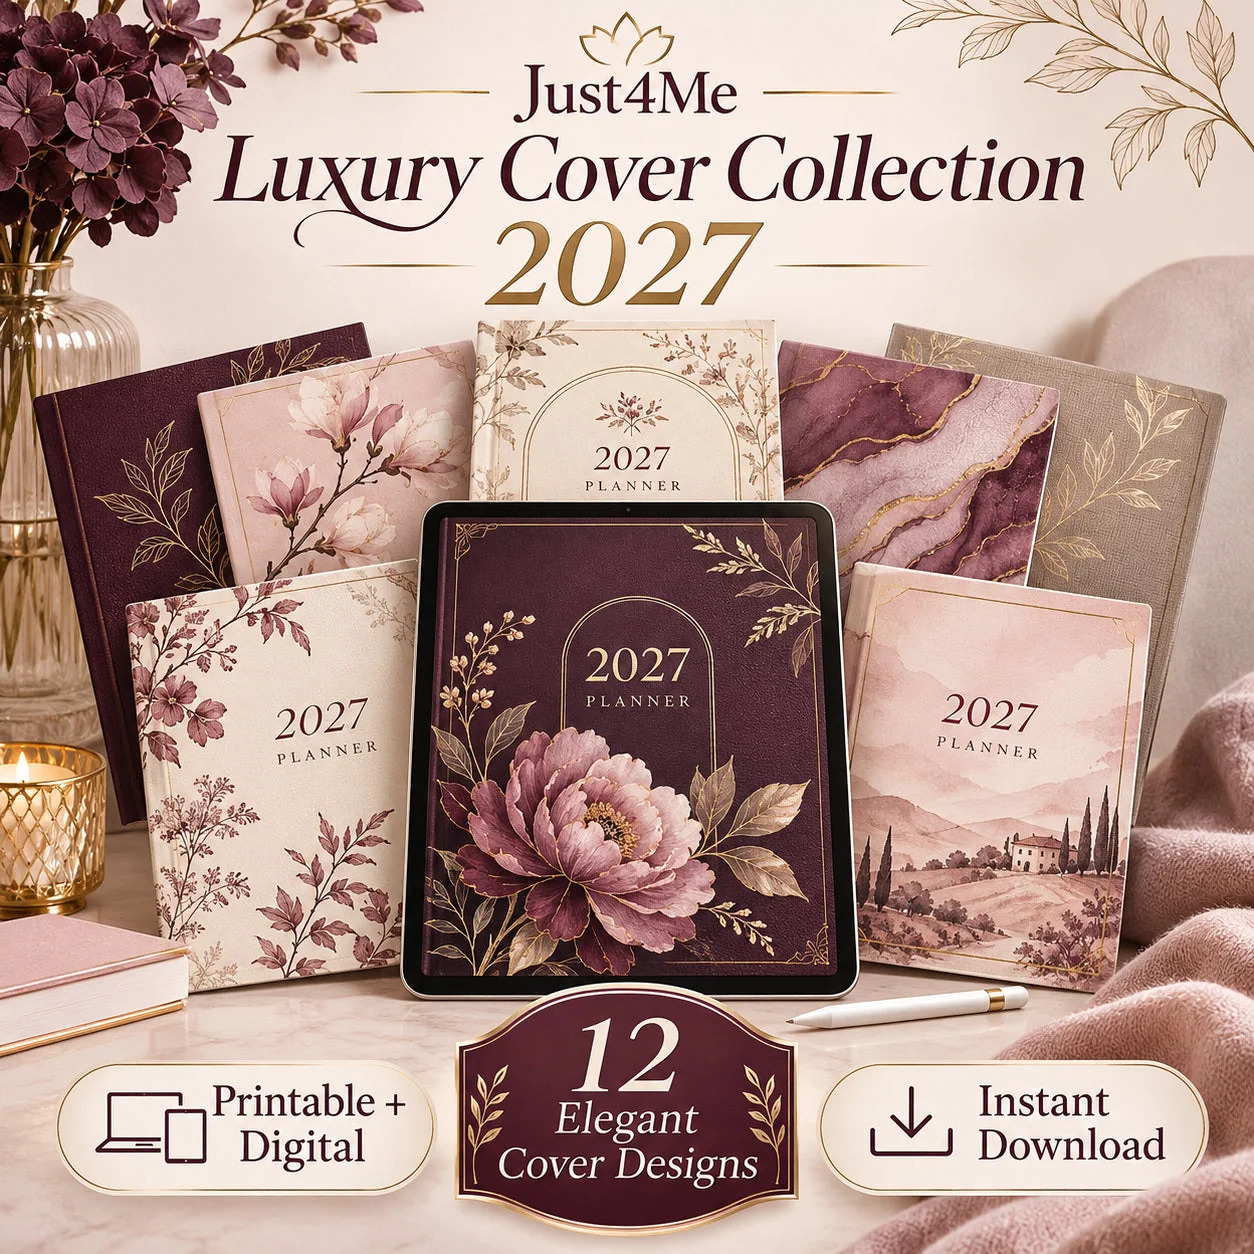 Just4Me
Luxury Cover Collection
2027
2027
PLANNER
2027
PLANNER
2027
PLANNER
2027
PLANNER
12
Elegant
Cover Designs
Printable +
Digital
Instant
Download